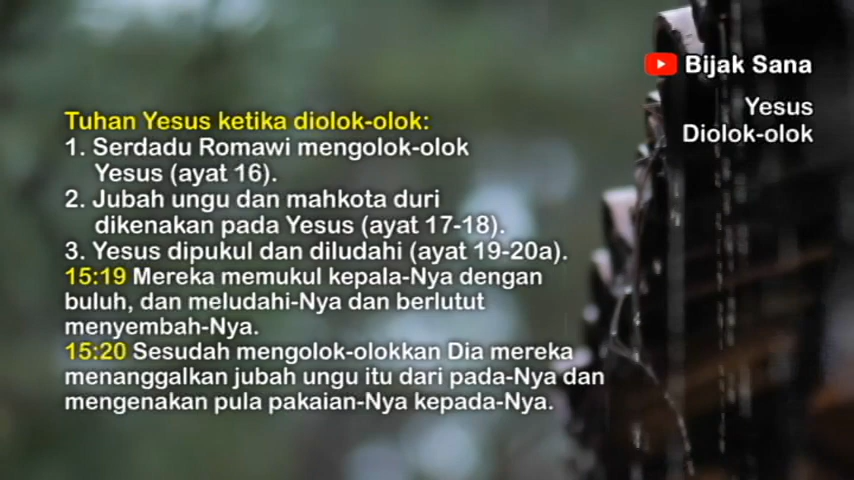 Bijak Sana
Yesus
Diolok-olok
Tuhan Yesus ketika diolok-olok:
1. Serdadu Romawi mengolok-olok
Yesus (ayat 16).
2. Jubah ungu dan mahkota duri
dikenakan pada Yesus (ayat 17-18).
3. Yesus dipukul dan diludahi (ayat 19-20a).
15:19 Mereka memukul kepala-Nya dengan
buluh, dan meludahi-Nya dan berlutut
menyembah-Nya.
15:20 Sesudah mengolok-olokkan Dia mereka
menanggalkan jubah ungu itu dari pada-Nya dan
mengenakan pula pakaian-Nya kepada-Nya.